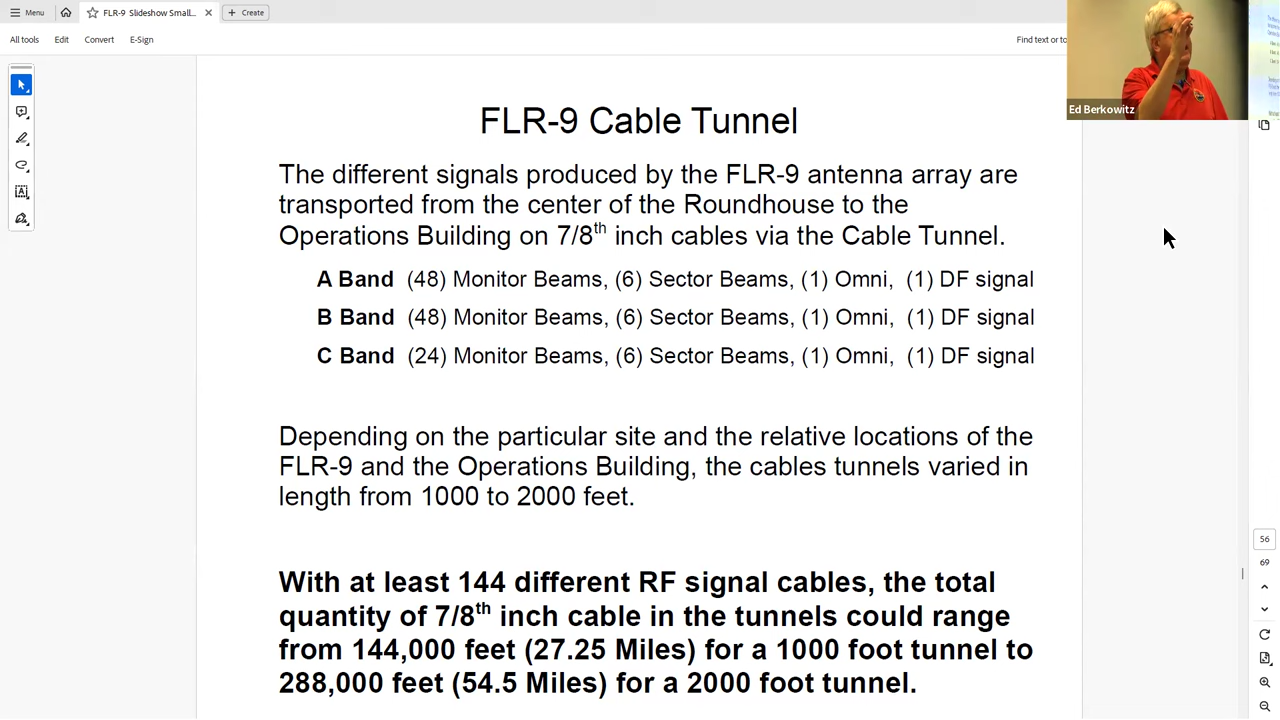 Menu
FLR-9 Slideshow Small...
Create
All tools
Edit
Convert
E-Sign
Find text or to
Ed Berkowitz
FLR-9 Cable Tunnel
The different signals produced by the FLR-9 antenna array are
transported from the center of the Roundhouse to the
Operations Building on 7/8th inch cables via the Cable Tunnel.
A Band (48) Monitor Beams, (6) Sector Beams, (1) Omni, (1) DF signal
B Band (48) Monitor Beams, (6) Sector Beams, (1) Omni, (1) DF signal
C Band (24) Monitor Beams, (6) Sector Beams, (1) Omni, (1) DF signal
Depending on the particular site and the relative locations of the
FLR-9 and the Operations Building, the cables tunnels varied in
length from 1000 to 2000 feet.
With at least 144 different RF signal cables, the total
quantity of 7/8th inch cable in the tunnels could range
from 144,000 feet (27.25 Miles) for a 1000 foot tunnel to
288,000 feet (54.5 Miles) for a 2000 foot tunnel.
56
69